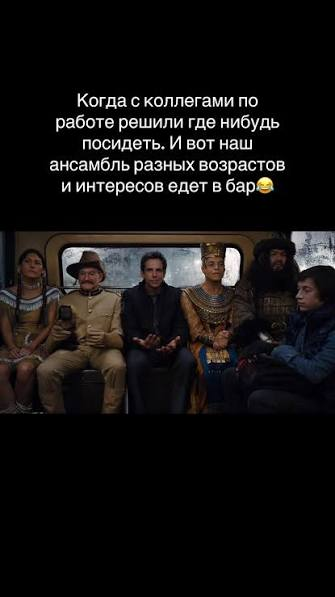 Когда с коллегами по
работе решили где нибудь
посидеть. И вот наш
ансамбль разных возрастов
и интересов едет в бар😂